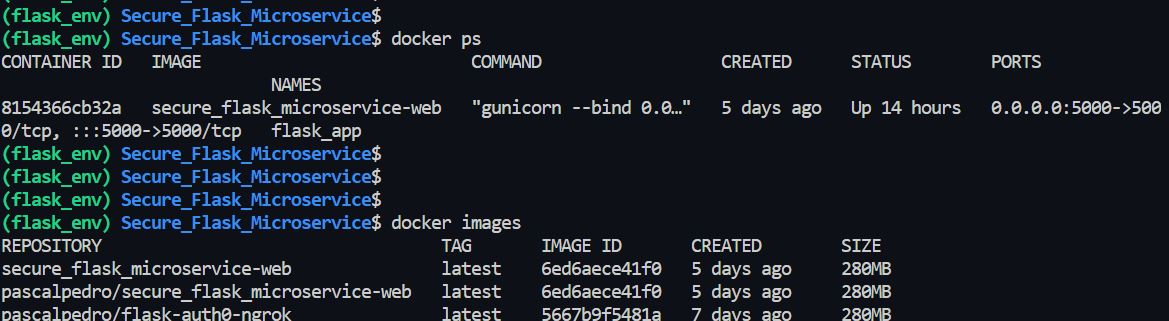 (flask_env) Secure_Flask_Microservice$
(flask_env) Secure_Flask_Microservice$ docker ps
CONTAINER ID   IMAGE                           COMMAND                  CREATED      STATUS        PORTS
                           NAMES
8154366cb32a   secure_flask_microservice-web   "gunicorn --bind 0.0…"   5 days ago   Up 14 hours   0.0.0.0:5000->500
0/tcp, :::5000->5000/tcp   flask_app
(flask_env) Secure_Flask_Microservice$
(flask_env) Secure_Flask_Microservice$
(flask_env) Secure_Flask_Microservice$
(flask_env) Secure_Flask_Microservice$ docker images
REPOSITORY                                  TAG       IMAGE ID       CREATED      SIZE
secure_flask_microservice-web               latest    6ed6aece41f0   5 days ago   280MB
pascalpedro/secure_flask_microservice-web   latest    6ed6aece41f0   5 days ago   280MB
pascalpedro/flask-auth0-ngrok               latest    5667b9f5481a   7 days ago   280MB